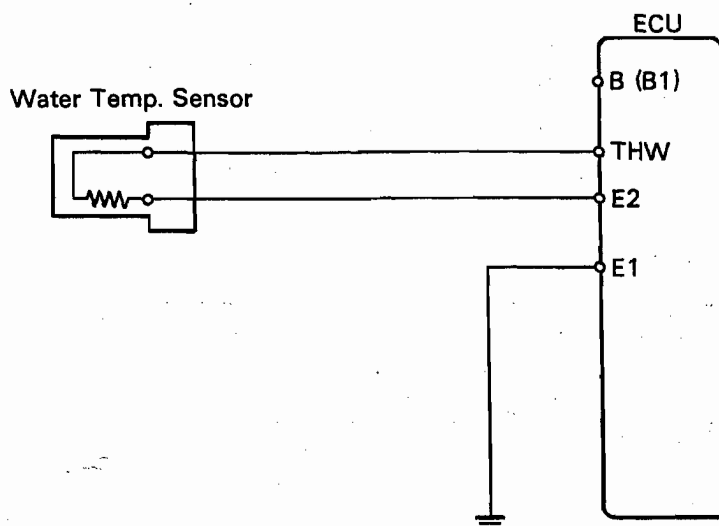 ECU
B (B1)
Water Temp. Sensor
THW
E2
E1